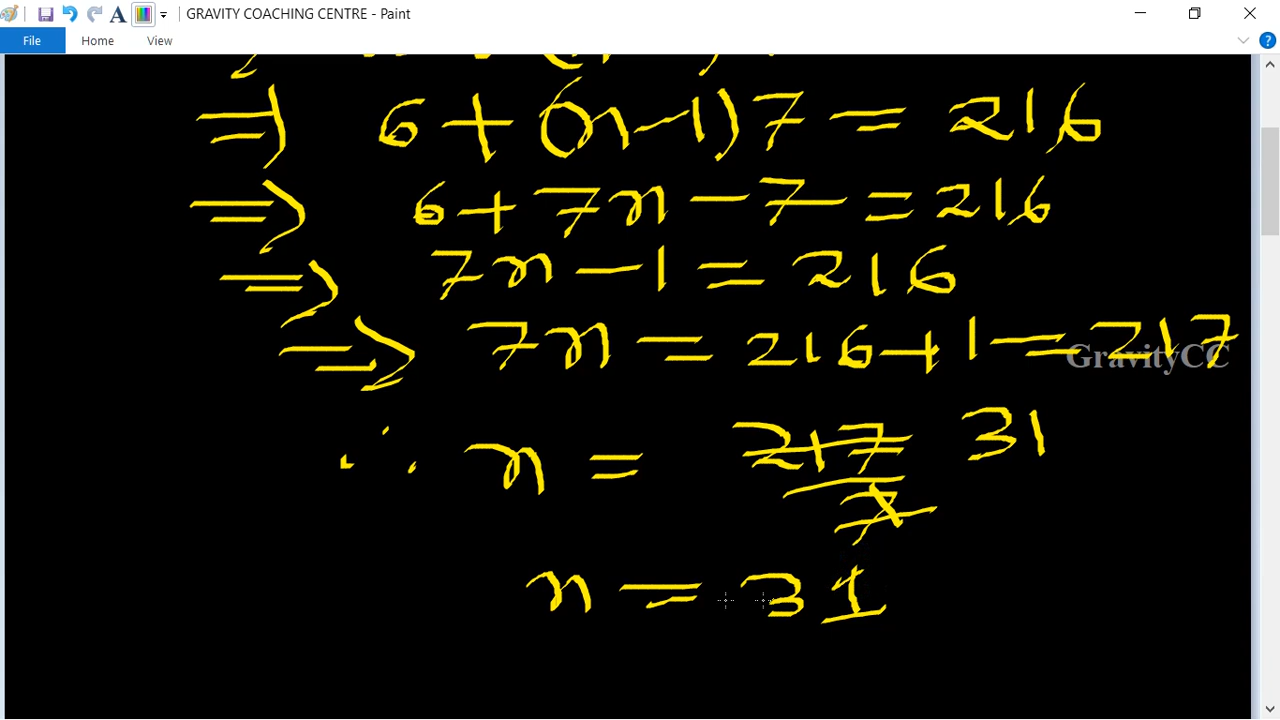 GRAVITY COACHING CENTRE - Paint
File Home View
⇒ 6 + (n-1)7 = 216
⇒ 6 + 7n - 7 = 216
⇒ 7n - 1 = 216
⇒ 7n = 216 + 1 = 217
GravityCC
∴ n = 217/7 31
n = 31